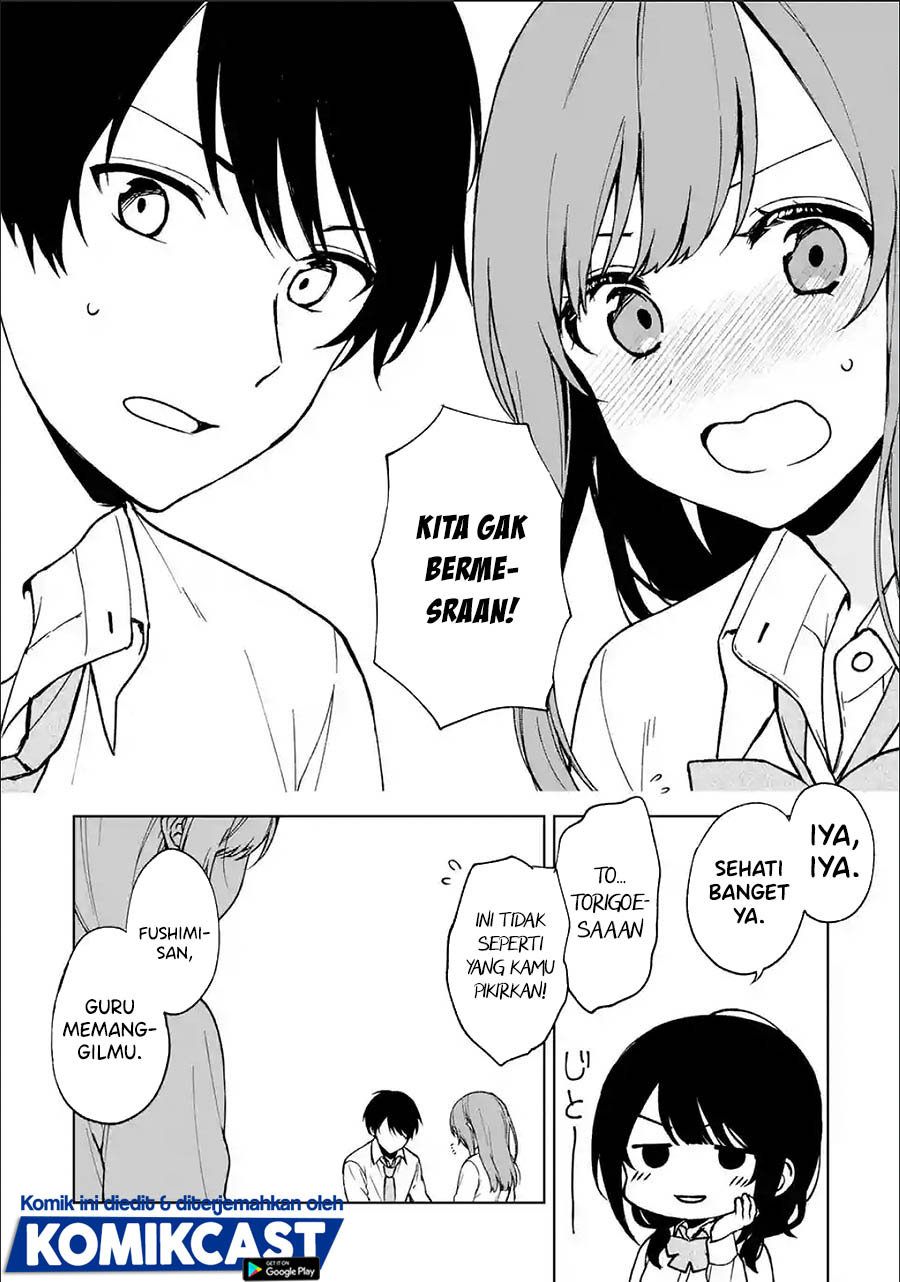 KITA GAK
BERME-
SRAAN!
IYA,
IYA.
SEHATI
BANGET
YA.
じとー
TO...
TORIGOE-
SAAAN
INI TIDAK
SEPERTI
YANG KAMU
PIKIRKAN!
FUSHIMI-
SAN,
GURU
MEMANG-
GILMU.
Komik ini diedit & diterjemahkan oleh
KOMIKCAST
GET IT ON
Google Play